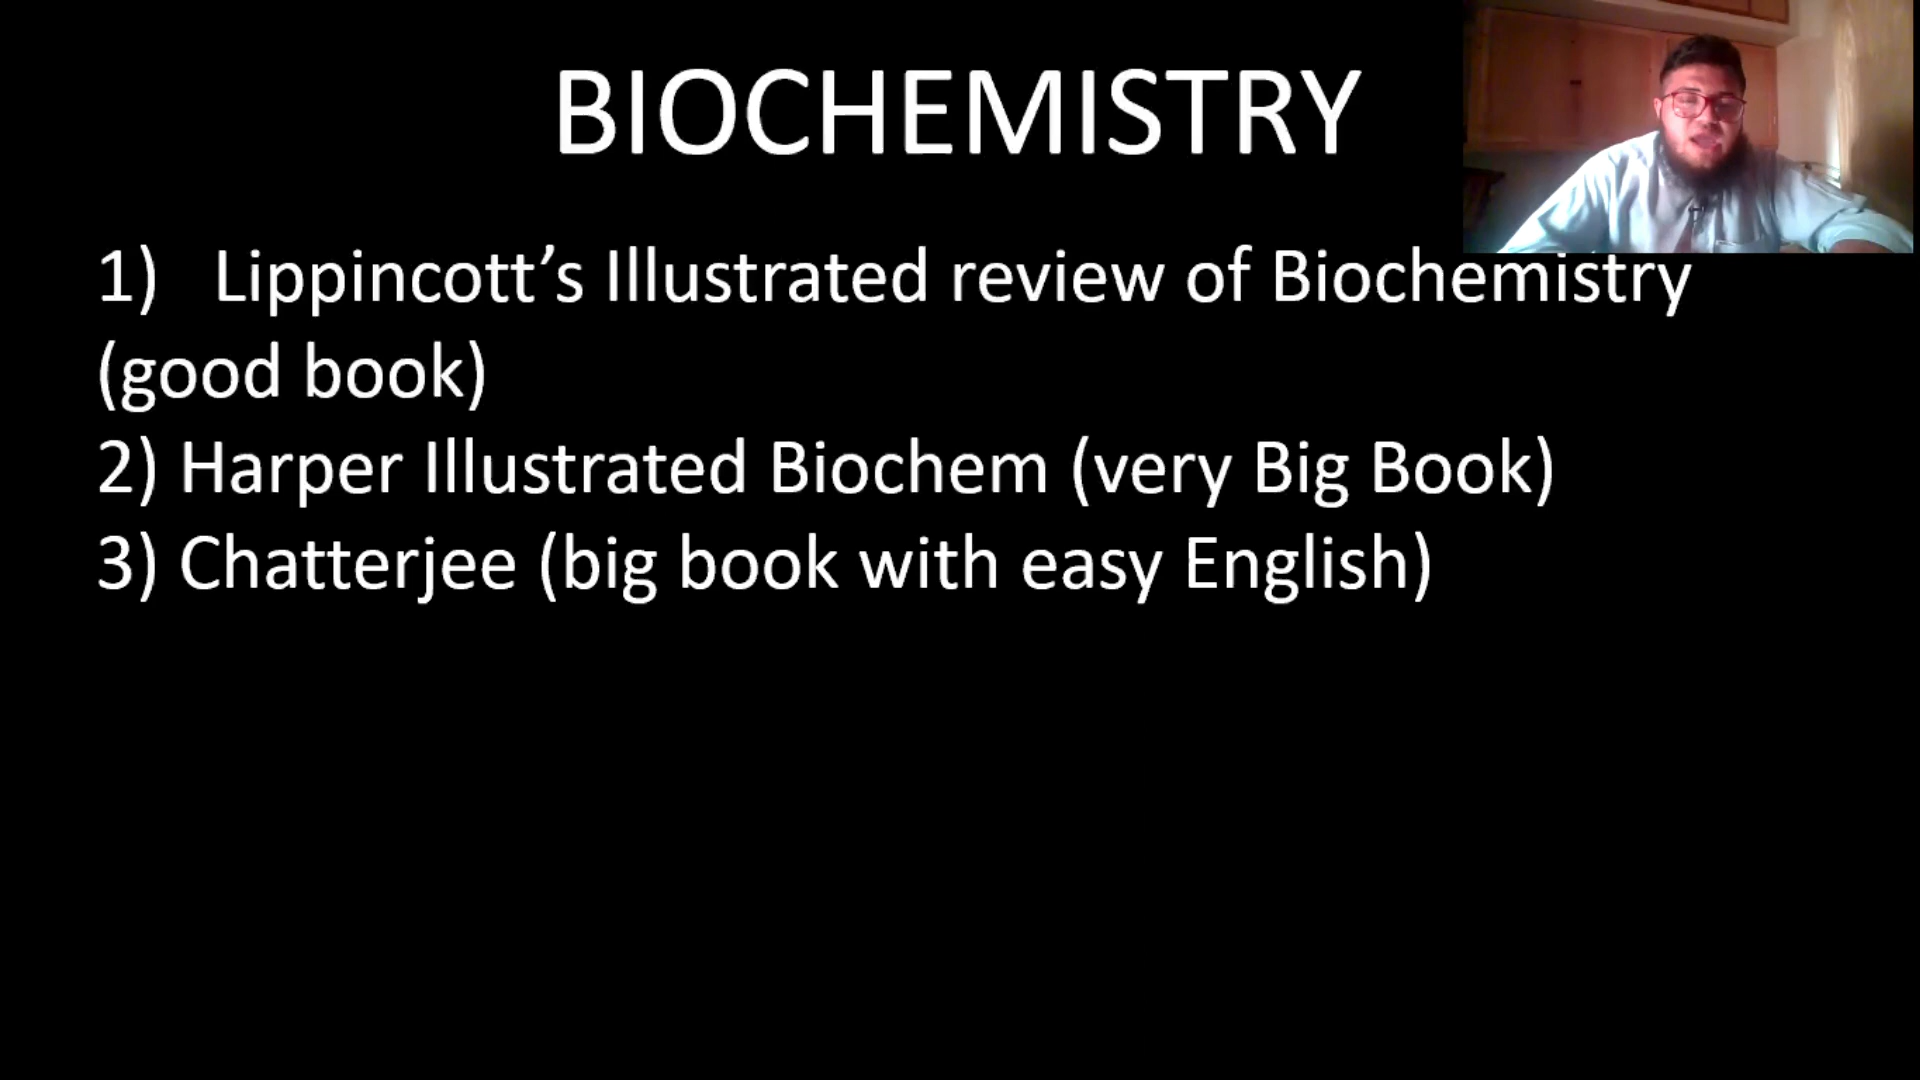 BIOCHEMISTRY
1) Lippincott’s Illustrated review of Biochemistry
(good book)
2) Harper Illustrated Biochem (very Big Book)
3) Chatterjee (big book with easy English)